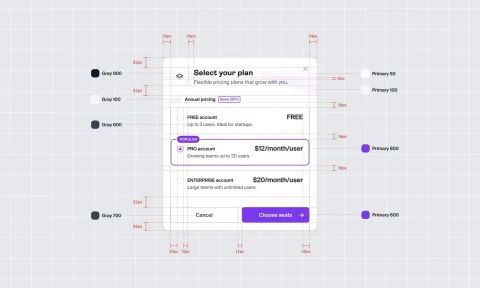 24px 24px 24px
32px
Select your plan
Flexible pricing plans that grow with you.
Gray 900
Primary 50
8px
32px
Primary 100
Gray 100
Annual pricing Save 20%
16px
FREE account FREE
Up to 3 users. Ideal for startups.
Gray 600
16px
POPULAR
PRO account $12/month/user
Growing teams up to 20 users.
Primary 600
16px
ENTERPRISE account $20/month/user
Large teams with unlimited users.
32px
Gray 700
Cancel Choose seats
Primary 600
24px
20px 12px 12px 20px